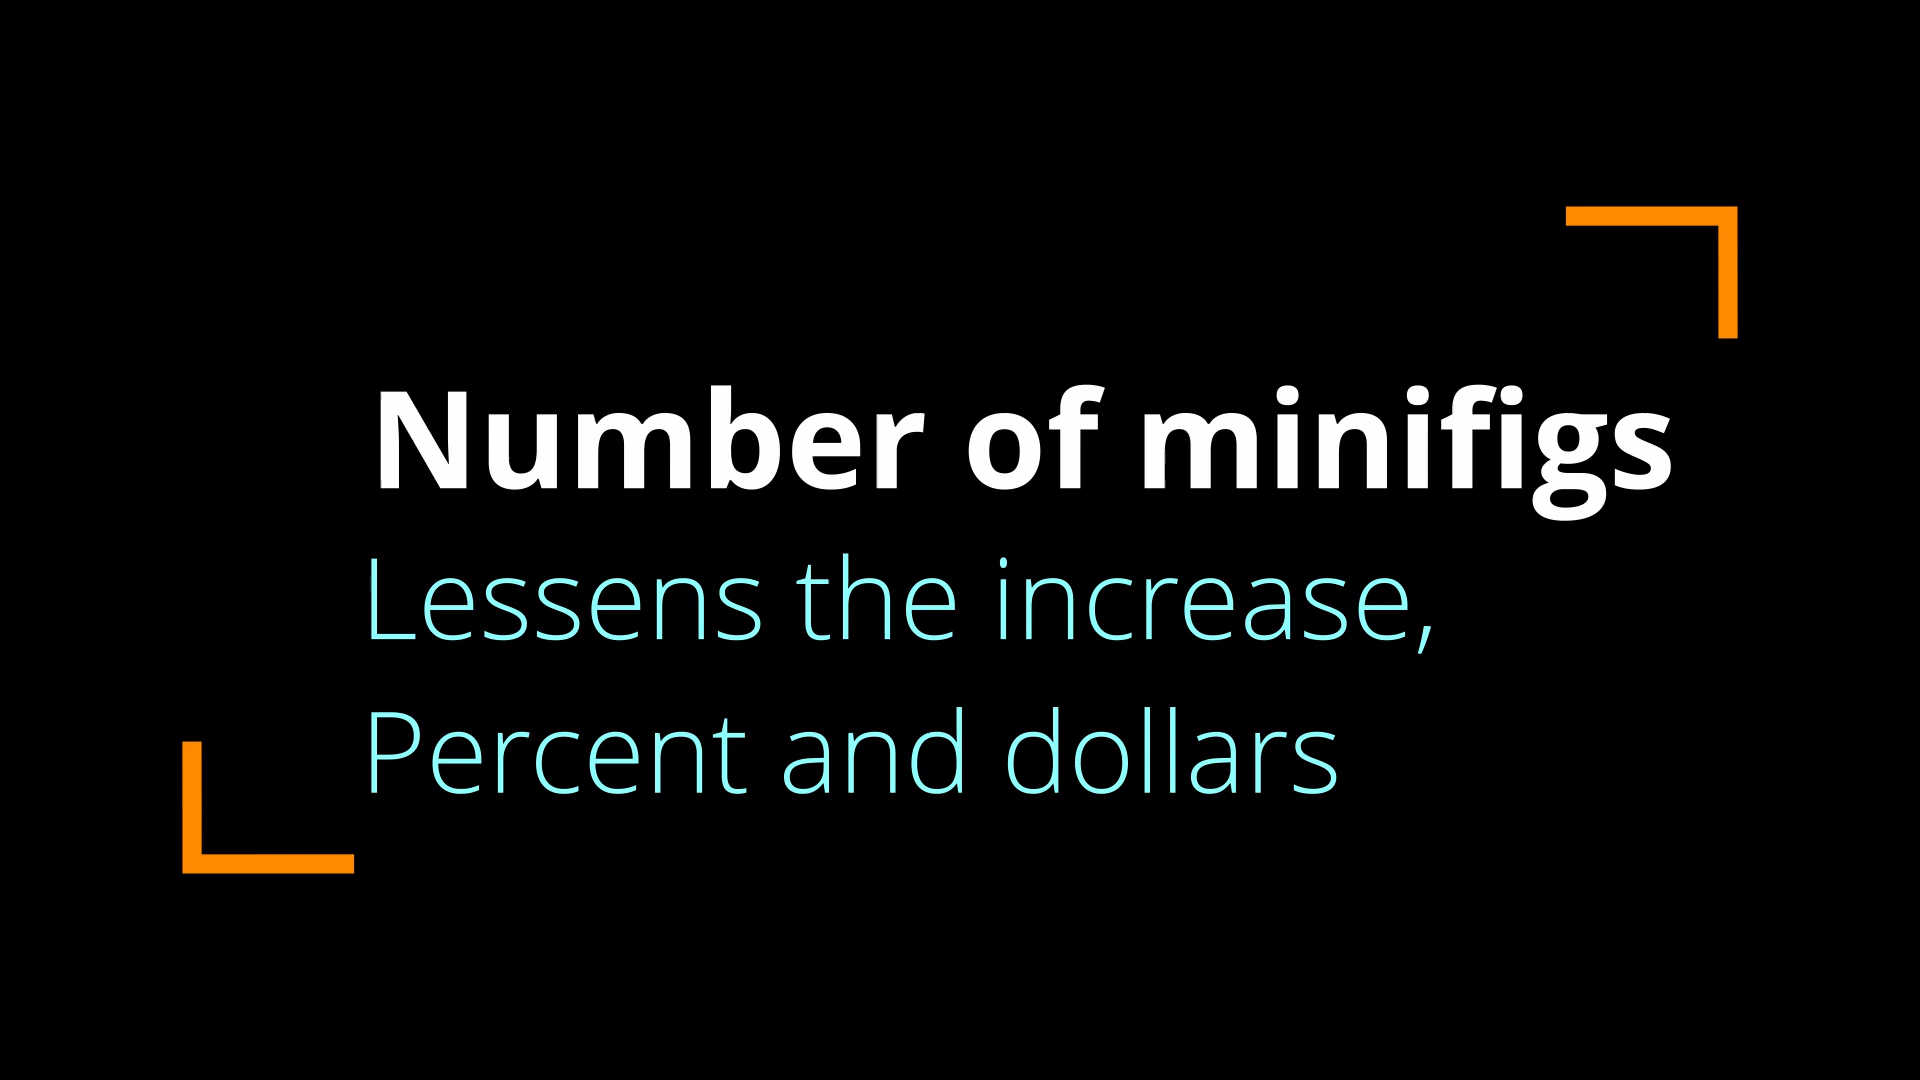 Number of minifigs
Lessens the increase,
Percent and dollars